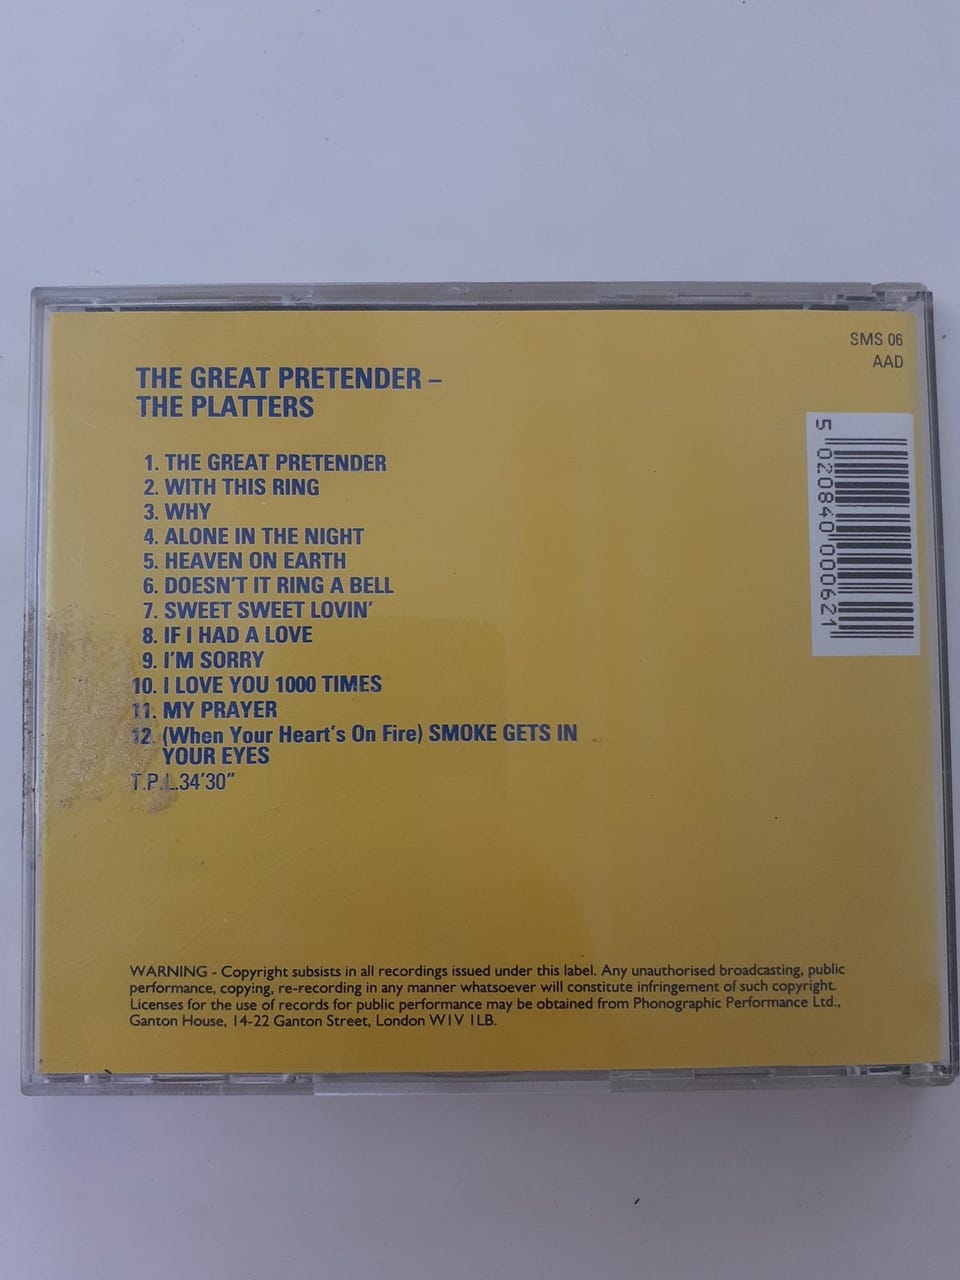 SMS 06
AAD
THE GREAT PRETENDER –
THE PLATTERS
1. THE GREAT PRETENDER
2. WITH THIS RING
3. WHY
4. ALONE IN THE NIGHT
5. HEAVEN ON EARTH
6. DOESN'T IT RING A BELL
7. SWEET SWEET LOVIN'
8. IF I HAD A LOVE
9. I'M SORRY
10. I LOVE YOU 1000 TIMES
11. MY PRAYER
12. (When Your Heart's On Fire) SMOKE GETS IN
YOUR EYES
T.P.L.34'30"
5 020840 000621
WARNING - Copyright subsists in all recordings issued under this label. Any unauthorised broadcasting, public
performance, copying, re-recording in any manner whatsoever will constitute infringement of such copyright.
Licenses for the use of records for public performance may be obtained from Phonographic Performance Ltd.,
Ganton House, 14-22 Ganton Street, London W1V 1LB.